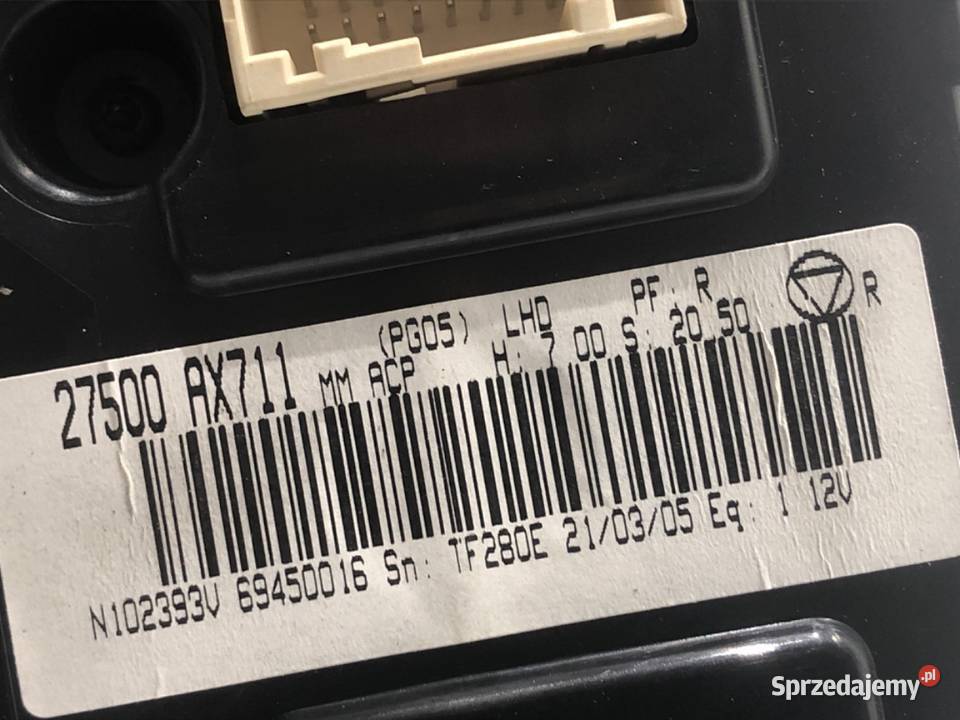 (PG05) LHD PF: R R
27500 AX711 MM ACP H: 7 00 S: 20.50
N102393V 69450016 Sn: TF280E 21/03/05 Eq: 1 12V
Sprzedajemy.pl